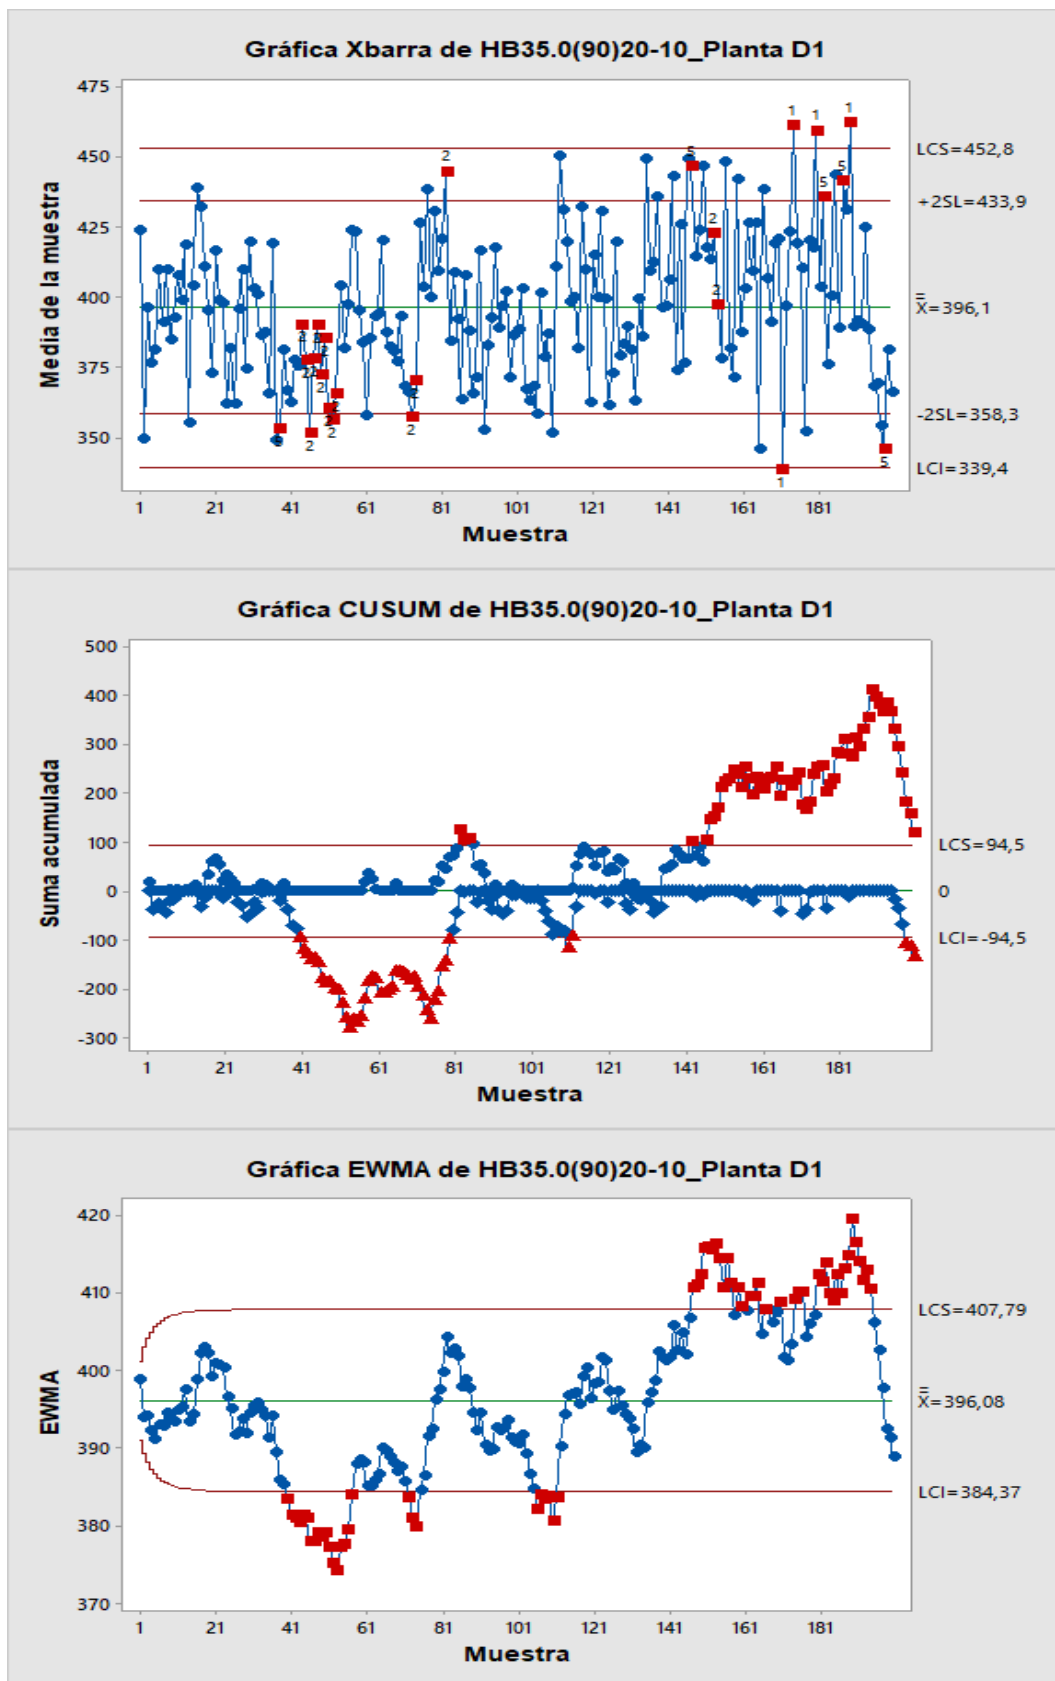 Gráfica Xbarra de HB35.0(90)20-10_Planta D1
Media de la muestra
475
450
425
400
375
350
LCS=452,8
+2SL=433,9
X=396,1
-2SL=358,3
LCI=339,4
1 21 41 61 81 101 121 141 161 181
Muestra
Gráfica CUSUM de HB35.0(90)20-10_Planta D1
Suma acumulada
500
400
300
200
100
0
-100
-200
-300
LCS=94,5
0
LCI=-94,5
1 21 41 61 81 101 121 141 161 181
Muestra
Gráfica EWMA de HB35.0(90)20-10_Planta D1
EWMA
420
410
400
390
380
370
LCS=407,79
X=396,08
LCI=384,37
1 21 41 61 81 101 121 141 161 181
Muestra